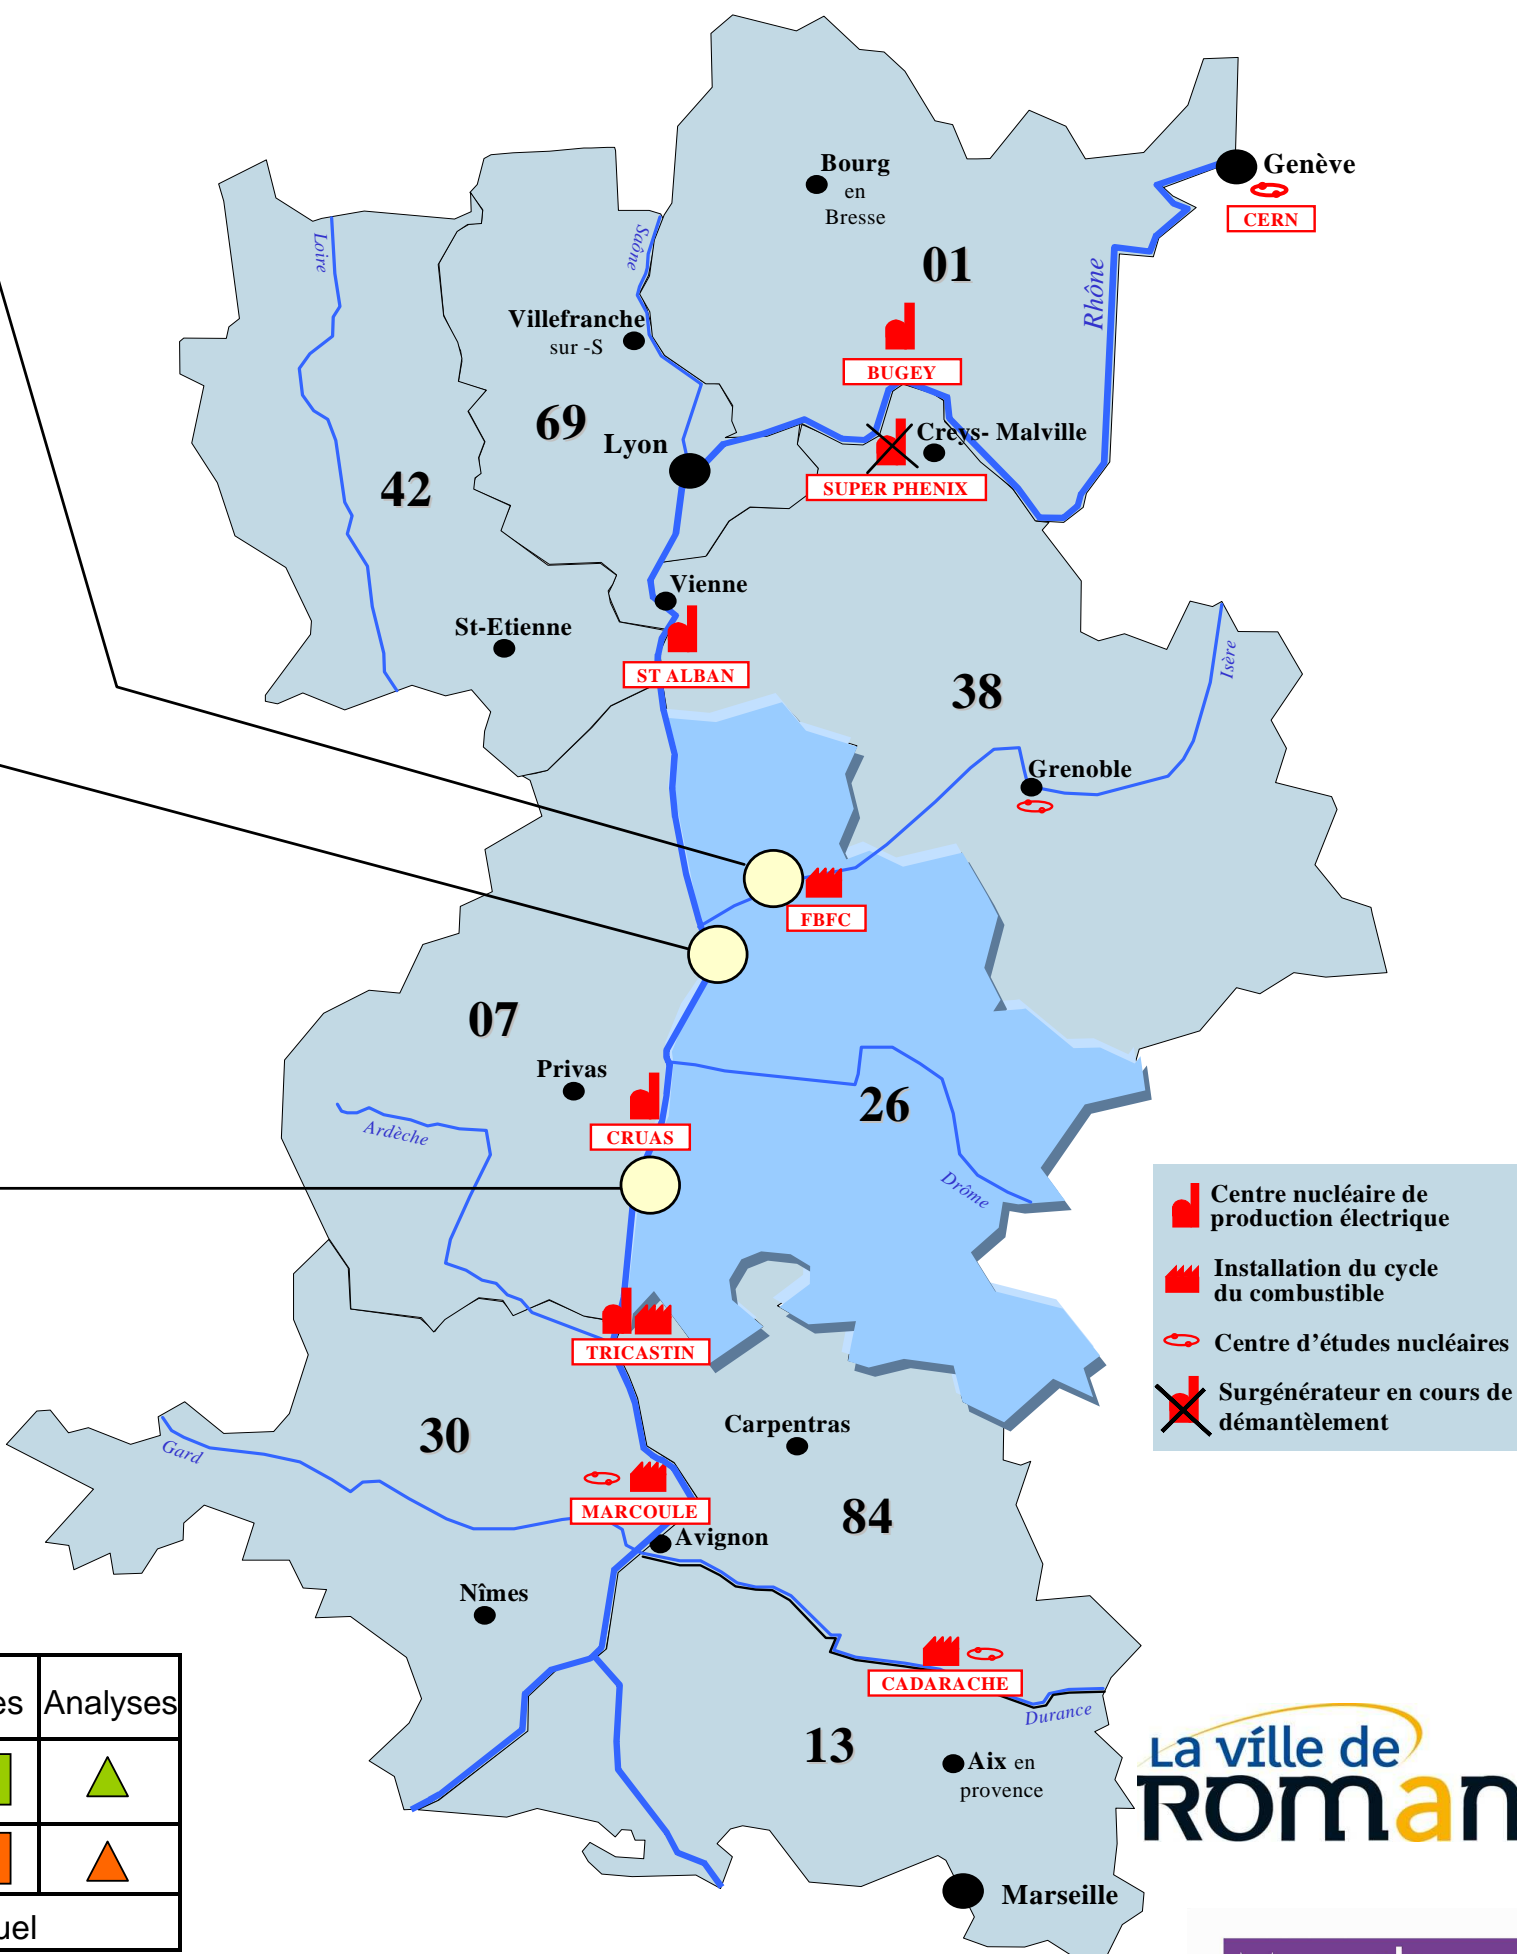 Bourg
en
Bresse
Genève
CERN
01
Loire
Saône
Rhône
Villefranche
sur -S
BUGEY
69
Lyon
Creys- Malville
SUPER PHENIX
42
Vienne
St-Etienne
ST ALBAN
38
Isère
Grenoble
FBFC
07
Privas
26
Ardèche
CRUAS
Drôme
Centre nucléaire de
production électrique
Installation du cycle
du combustible
Centre d'études nucléaires
Surgénérateur en cours de
démantèlement
TRICASTIN
30
Carpentras
Gard
MARCOULE
84
Avignon
Nîmes
CADARACHE
Durance
es Analyses
13
Aix en
provence
La ville de
Roman
Marseille
uel